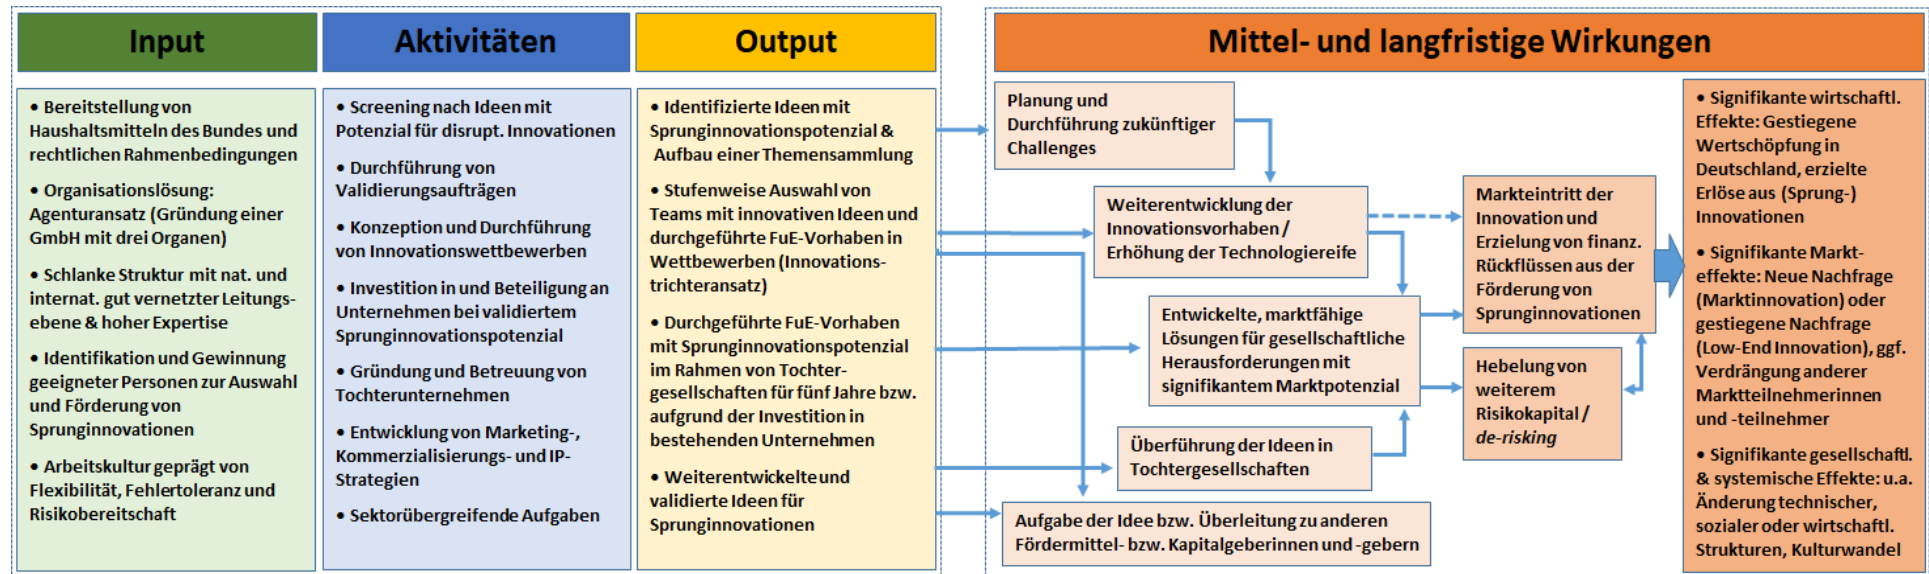 Input
• Bereitstellung von
Haushaltsmitteln des Bundes und
rechtlichen Rahmenbedingungen
• Organisationslösung:
Agenturansatz (Gründung einer
GmbH mit drei Organen)
• Schlanke Struktur mit nat. und
internat. gut vernetzter Leitungs-
ebene & hoher Expertise
• Identifikation und Gewinnung
geeigneter Personen zur Auswahl
und Förderung von
Sprunginnovationen
• Arbeitskultur geprägt von
Flexibilität, Fehlertoleranz und
Risikobereitschaft
Aktivitäten
• Screening nach Ideen mit
Potenzial für disrupt. Innovationen
• Durchführung von
Validierungsaufträgen
• Konzeption und Durchführung
von Innovationswettbewerben
• Investition in und Beteiligung an
Unternehmen bei validiertem
Sprunginnovationspotenzial
• Gründung und Betreuung von
Tochterunternehmen
• Entwicklung von Marketing-,
Kommerzialisierungs- und IP-
Strategien
• Sektorübergreifende Aufgaben
Output
• Identifizierte Ideen mit
Sprunginnovationspotenzial &
Aufbau einer Themensammlung
• Stufenweise Auswahl von
Teams mit innovativen Ideen und
durchgeführte FuE-Vorhaben in
Wettbewerben (Innovations-
trichteransatz)
• Durchgeführte FuE-Vorhaben
mit Sprunginnovationspotenzial
im Rahmen von Tochter-
gesellschaften für fünf Jahre bzw.
aufgrund der Investition in
bestehenden Unternehmen
• Weiterentwickelte und
validierte Ideen für
Sprunginnovationen
Mittel- und langfristige Wirkungen
Planung und
Durchführung zukünftiger
Challenges
Weiterentwicklung der
Innovationsvorhaben /
Erhöhung der Technologiereife
Entwickelte, marktfähige
Lösungen für gesellschaftliche
Herausforderungen mit
signifikantem Marktpotenzial
Überführung der Ideen in
Tochtergesellschaften
Aufgabe der Idee bzw. Überleitung zu anderen
Fördermittel- bzw. Kapitalgeberinnen und -gebern
Markteintritt der
Innovation und
Erzielung von finanz.
Rückflüssen aus der
Förderung von
Sprunginnovationen
Hebelung von
weiterem
Risikokapital /
de-risking
• Signifikante wirtschaftl.
Effekte: Gestiegene
Wertschöpfung in
Deutschland, erzielte
Erlöse aus (Sprung-)
Innovationen
• Signifikante Markt-
effekte: Neue Nachfrage
(Marktinnovation) oder
gestiegene Nachfrage
(Low-End Innovation), ggf.
Verdrängung anderer
Marktteilnehmerinnen
und -teilnehmer
• Signifikante gesellschaftl.
& systemische Effekte: u.a.
Änderung technischer,
sozialer oder wirtschaftl.
Strukturen, Kulturwandel